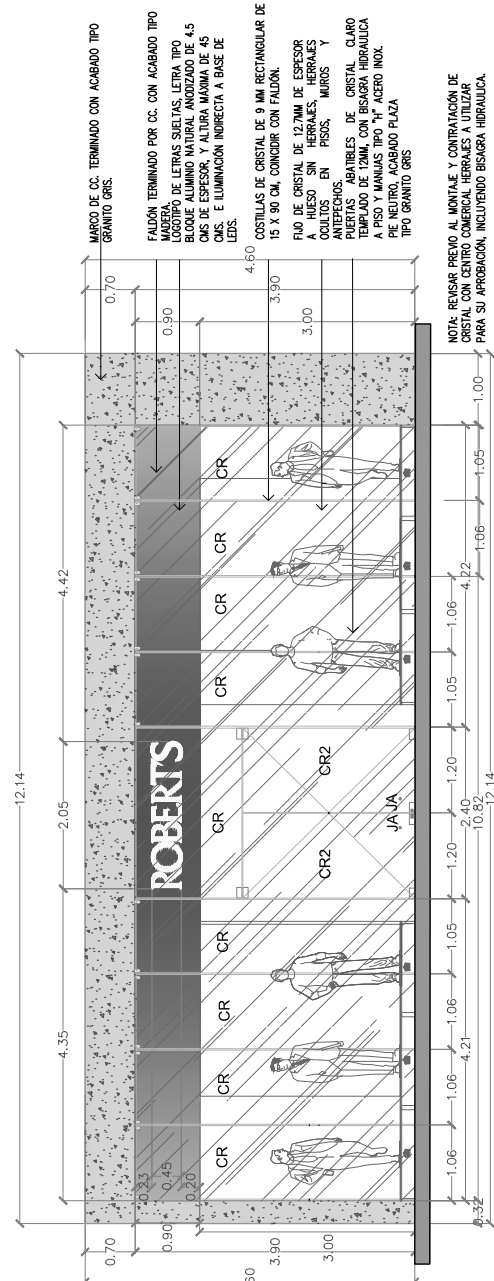 12.14
4.35
2.05
4.42
0.70
0.90
3.90
3.00
60
0.23
0.45
0.20
ROBERTS
CR
CR
CR
CR
CR
CR
CR
CR2
CR2
JA JA
0.70
0.90
3.90
3.00
4.60
0.32
1.06
1.06
1.06
1.05
1.20
1.20
1.05
1.06
1.06
1.05
1.00
4.21
2.40
4.22
10.82
12.14
MARCO DE CC. TERMINADO CON ACABADO TIPO
GRANITO GRIS.
FALDÓN TERMINADO POR CC. CON ACABADO TIPO
MADERA.
LOGOTIPO DE LETRAS SUELTAS, LETRA TIPO
BLOQUE ALUMINIO NATURAL ANODIZADO DE 4.5
CMS DE ESPESOR, Y ALTURA MÁXIMA DE 45
CMS. E ILUMINACIÓN INDIRECTA A BASE DE
LEDS.
COSTILLAS DE CRISTAL DE 9 MM RECTANGULAR DE
15 X 90 CM, COINCIDIR CON FALDÓN.
FIJO DE CRISTAL DE 12.7MM DE ESPESOR
A HUESO SIN HERRAJES, HERRAJES
OCULTOS EN PISOS, MUROS Y
ANTEPECHOS.
PUERTAS ABATIBLES DE CRISTAL CLARO
TEMPLADO DE 12MM, CON BISAGRA HIDRAULICA
A PISO Y MANIJAS TIPO "H" ACERO INOX.
PIE NEUTRO, ACABADO PLAZA
TIPO GRANITO GRIS
NOTA: REVISAR PREVIO AL MONTAJE Y CONTRATACIÓN DE
CRISTAL CON CENTRO COMERICAL HERRAJES A UTILIZAR
PARA SU APROBACIÓN, INCLUYENDO BISAGRA HIDRAULICA.